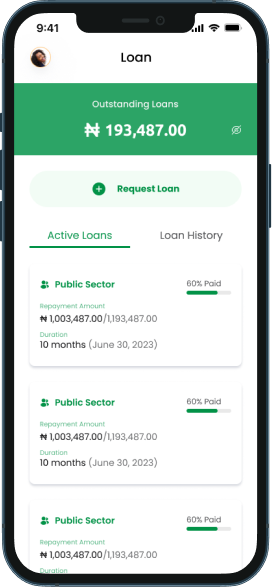 9:41
Loan
Outstanding Loans
₦ 193,487.00
Request Loan
Active Loans
Loan History
Public Sector
60% Paid
Repayment Amount
₦ 1,003,487.00/1,193,487.00
Duration
10 months (June 30, 2023)
Public Sector
60% Paid
Repayment Amount
₦ 1,003,487.00/1,193,487.00
Duration
10 months (June 30, 2023)
Public Sector
60% Paid
Repayment Amount
₦ 1,003,487.00/1,193,487.00
Duration